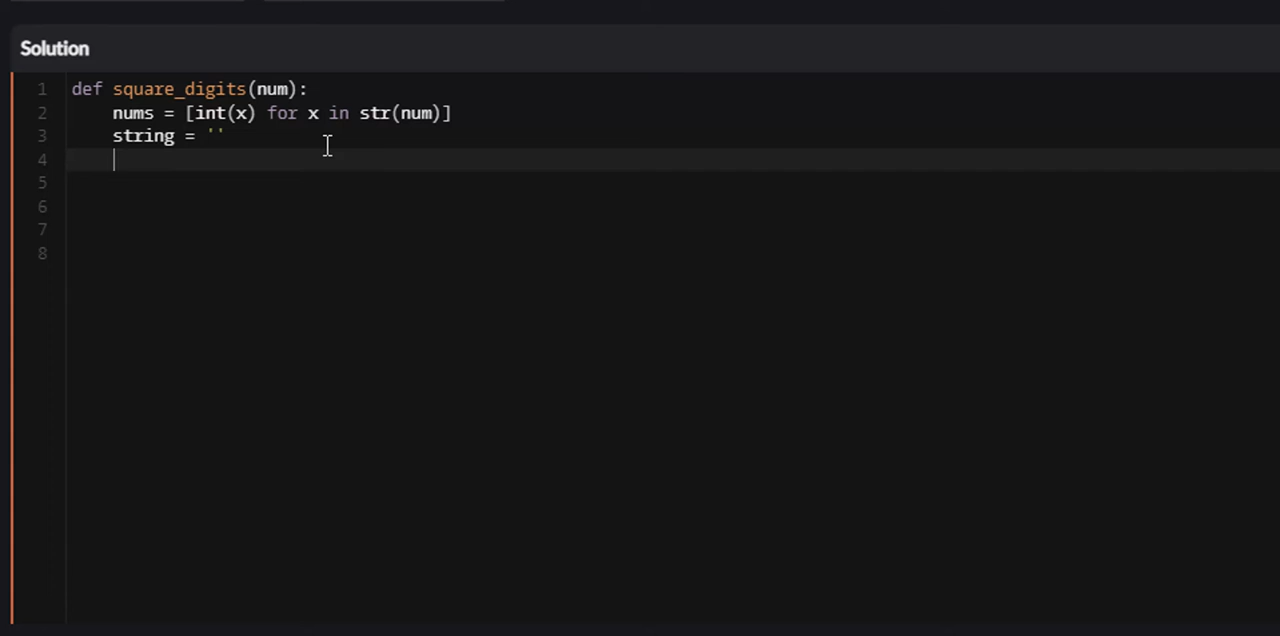 Solution
1 def square_digits(num):
2     nums = [int(x) for x in str(num)]
3     string = ''
4
5
6
7
8